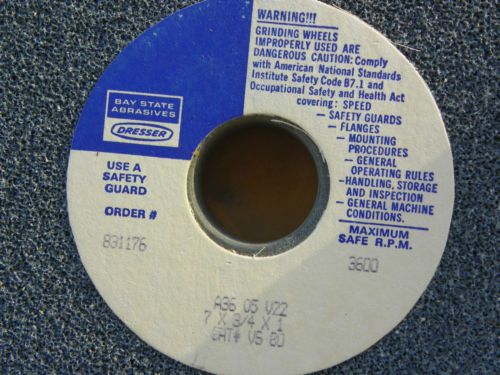 WARNING!!!
GRINDING WHEELS
IMPROPERLY USED ARE
DANGEROUS CAUTION: Comply
with American National Standards
Institute Safety Code B7.1 and
Occupational Safety and Health Act
covering: SPEED
- SAFETY GUARDS
- FLANGES
- MOUNTING
PROCEDURES
- GENERAL
OPERATING RULES
-HANDLING, STORAGE
AND INSPECTION
- GENERAL MACHINE
CONDITIONS.
MAXIMUM
SAFE R.P.M.
3600
BAY STATE
ABRASIVES
DRESSER
USE A
SAFETY
GUARD
ORDER #
831176
A36 O5 V22
7 X 3/4 X 1